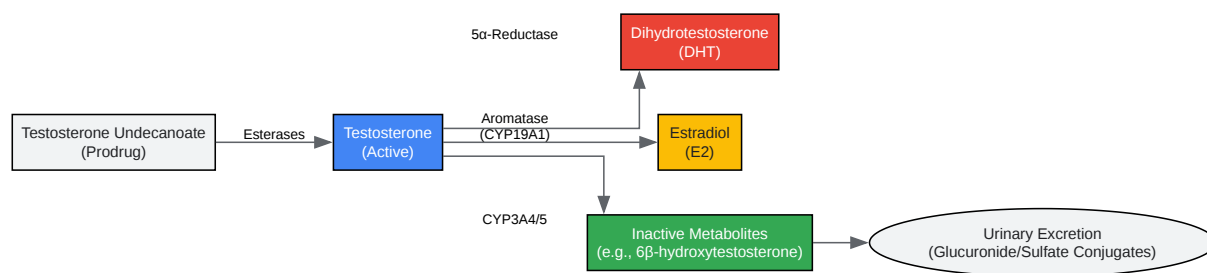 5α-Reductase
Dihydrotestosterone
(DHT)
Testosterone Undecanoate
(Prodrug)
Esterases
Testosterone
(Active)
Aromatase
(CYP19A1)
Estradiol
(E2)
CYP3A4/5
Inactive Metabolites
(e.g., 6β-hydroxytestosterone)
Urinary Excretion
(Glucuronide/Sulfate Conjugates)